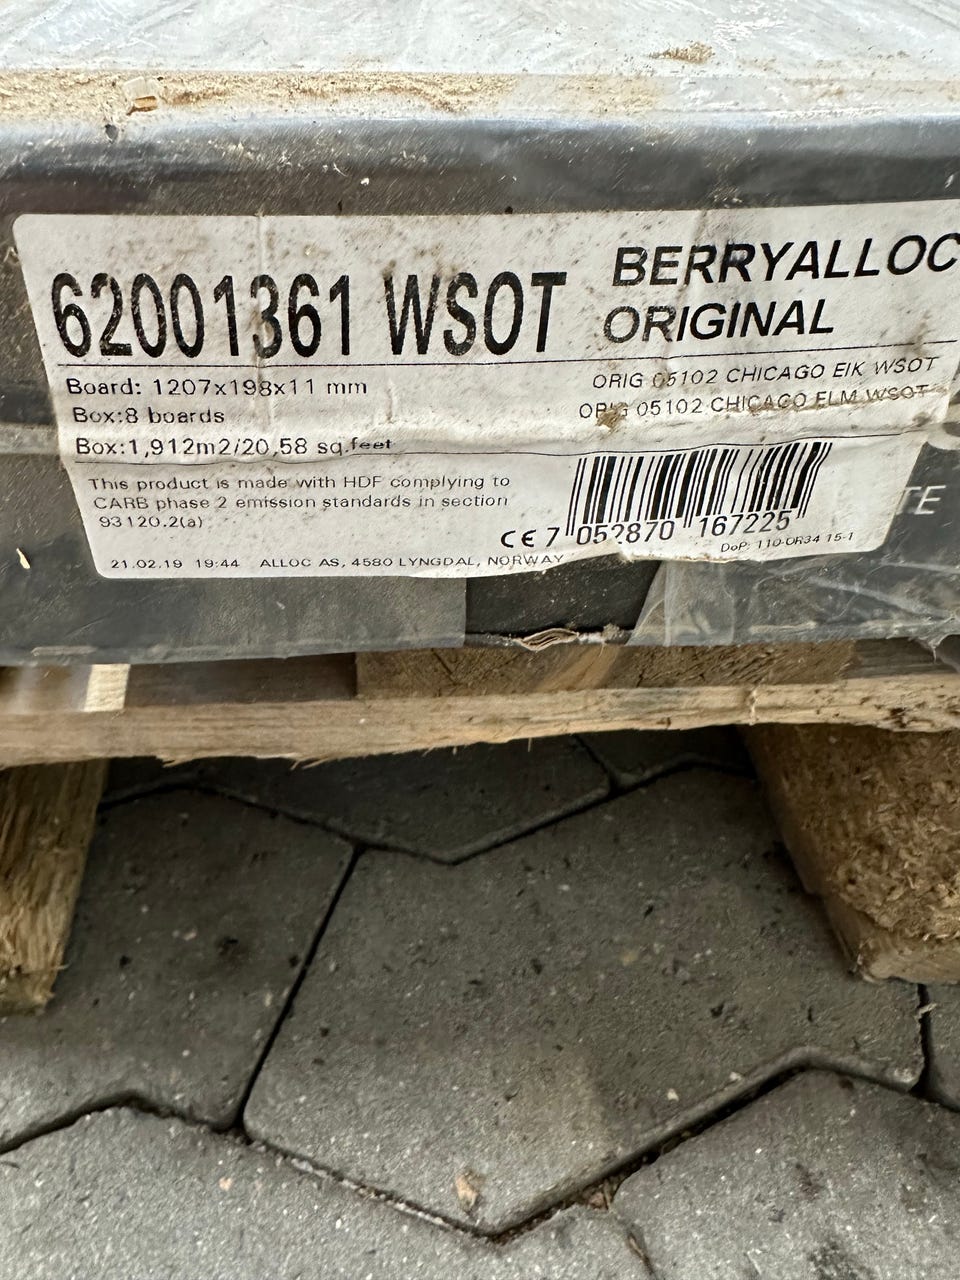 62001361 WSOT
BERRYALLOC
ORIGINAL
Board: 1207x198x11 mm
Box:8 boards
Box:1,912m2/20,58 sq.feet
ORIG 05102 CHICAGO EIK WSOT
ORIG 05102 CHICAGO ELM WSOT
This product is made with HDF complying to
CARB phase 2 emission standards in section
93120.2(a)
CE 7 052870 167225
DoP: 110-OR34 15-1
21.02.19 19:44 ALLOC AS, 4580 LYNGDAL, NORWAY